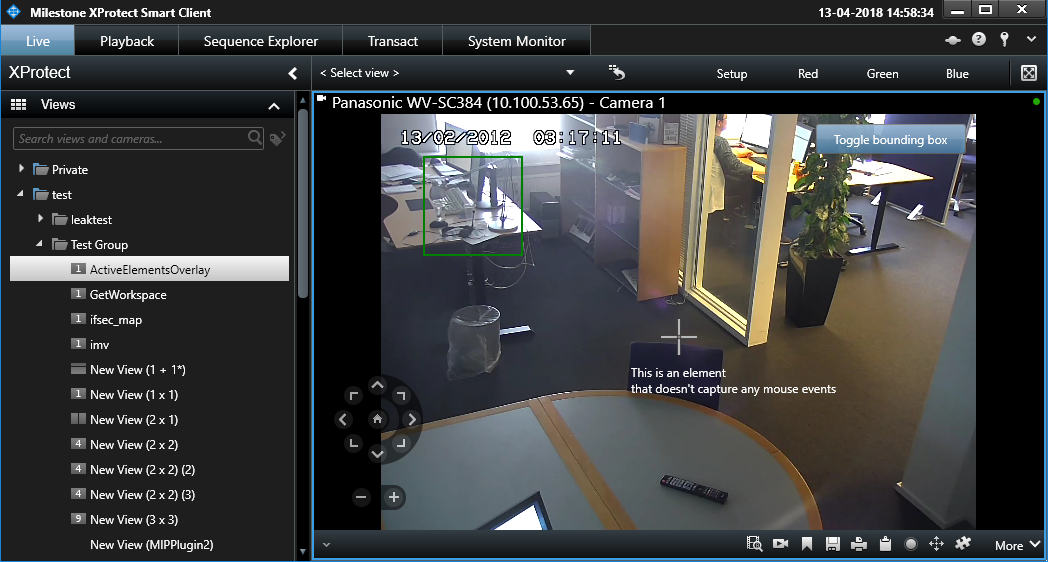 Milestone XProtect Smart Client
13-04-2018 14:58:34
Live
Playback
Sequence Explorer
Transact
System Monitor
XProtect
< Select view >
Setup
Red
Green
Blue
Views
Panasonic WV-SC384 (10.100.53.65) - Camera 1
Search views and cameras...
13/02/2012 03:17:11
Toggle bounding box
Private
test
leaktest
Test Group
1 ActiveElementsOverlay
1 GetWorkspace
1 ifsec_map
1 imv
New View (1 + 1*)
1 New View (1 x 1)
New View (2 x 1)
4 New View (2 x 2)
4 New View (2 x 2) (2)
4 New View (2 x 2) (3)
9 New View (3 x 3)
New View (MIPPlugin2)
This is an element
that doesn't capture any mouse events
More